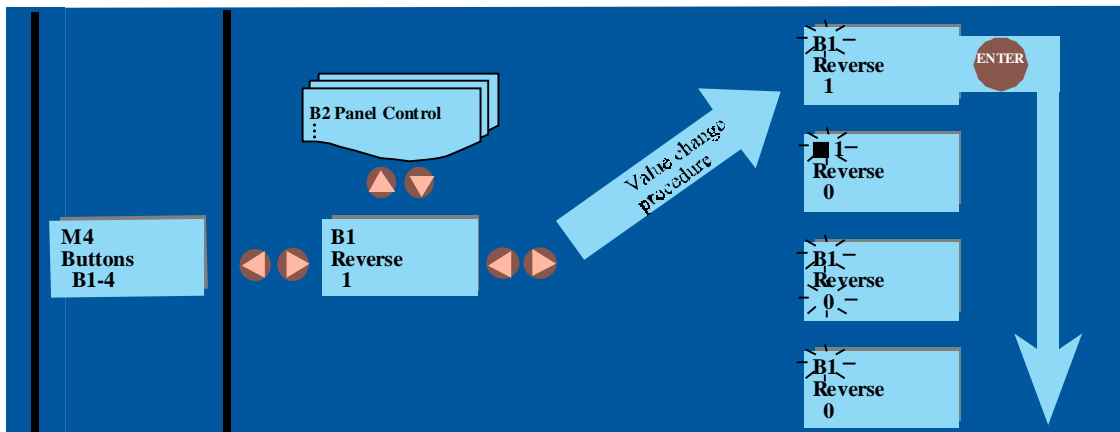 M4
Buttons
B1-4
B2 Panel Control
B1
Reverse
1
Value change
procedure
B1
Reverse
1
ENTER
1
Reverse
0
B1
Reverse
0
B1
Reverse
0